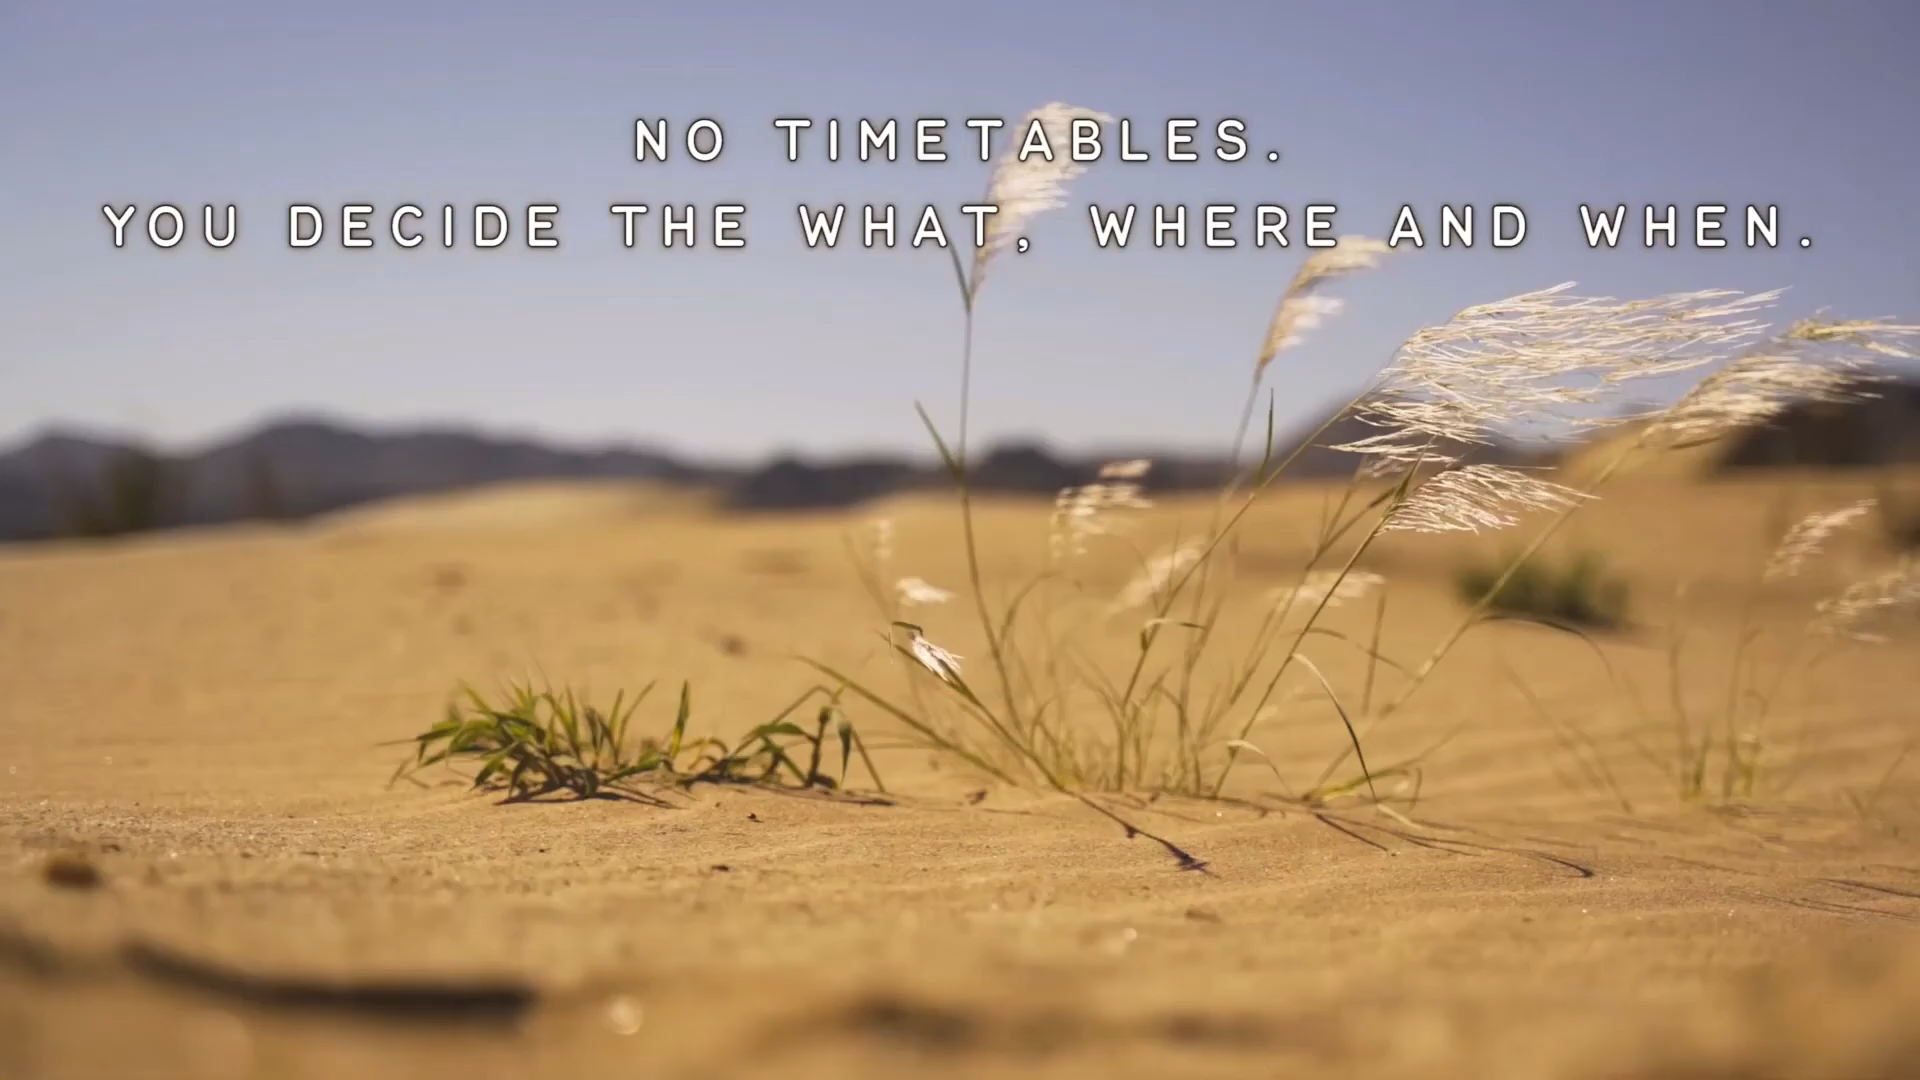 NO TIMETABLES.
YOU DECIDE THE WHAT, WHERE AND WHEN.